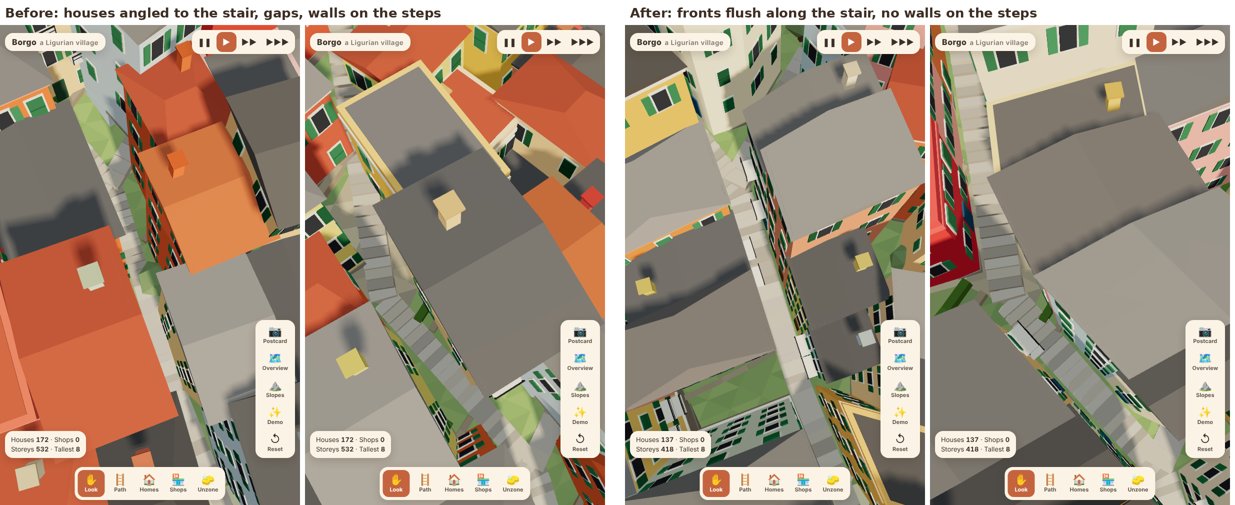 Before: houses angled to the stair, gaps, walls on the steps
After: fronts flush along the stair, no walls on the steps
Borgo a Ligurian village
Postcard
Overview
Slopes
Demo
Reset
Houses 172 · Shops 0
Storeys 532 · Tallest 8
Look Path Homes Shops Unzone
Borgo a Ligurian village
Postcard
Overview
Slopes
Demo
Reset
Houses 172 · Shops 0
Storeys 532 · Tallest 8
Look Path Homes Shops Unzone
Borgo a Ligurian village
Postcard
Overview
Slopes
Demo
Reset
Houses 137 · Shops 0
Storeys 418 · Tallest 8
Look Path Homes Shops Unzone
Borgo a Ligurian village
Postcard
Overview
Slopes
Demo
Reset
Houses 137 · Shops 0
Storeys 418 · Tallest 8
Look Path Homes Shops Unzone